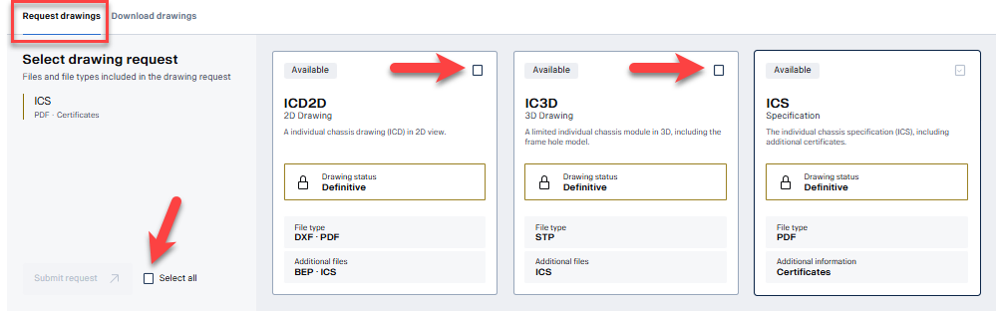 Request drawings
Download drawings
Select drawing request
Files and file types included in the drawing request
ICS
PDF · Certificates
Submit request
Select all
Available
ICD2D
2D Drawing
A individual chassis drawing (ICD) in 2D view.
Drawing status
Definitive
File type
DXF · PDF
Additional files
BEP · ICS
Available
IC3D
3D Drawing
A limited individual chassis module in 3D, including the
frame hole model.
Drawing status
Definitive
File type
STP
Additional files
ICS
Available
ICS
Specification
The individual chassis specification (ICS), including
additional certificates.
Drawing status
Definitive
File type
PDF
Additional information
Certificates